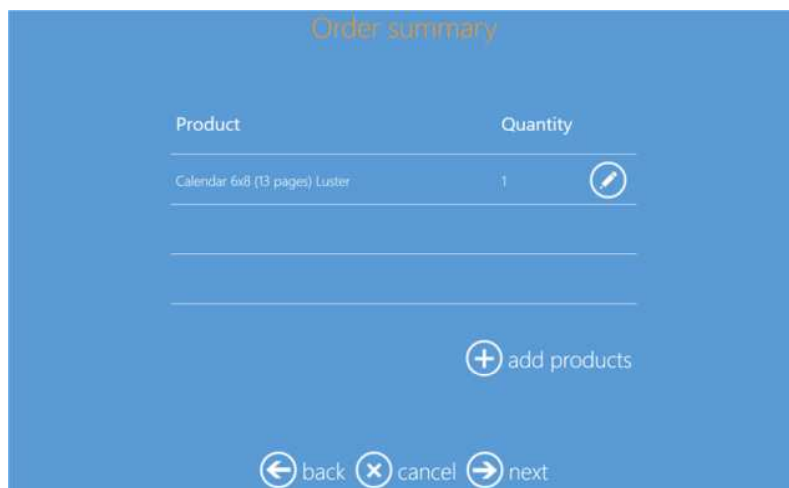 Order summary
Product Quantity
Calendar 6x8 (13 pages) Luster 1
add products
back cancel next